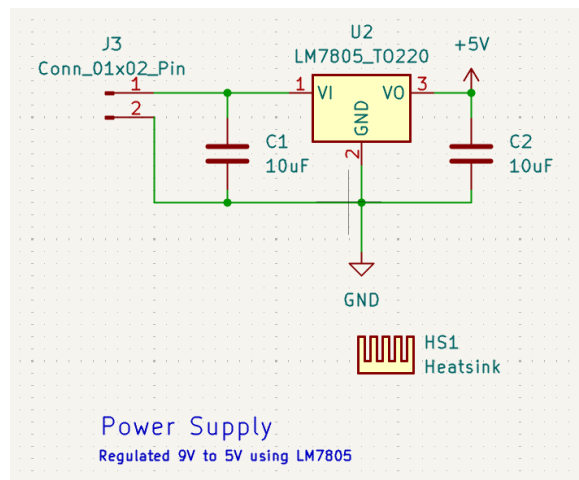 J3
Conn_01x02_Pin
1
2
U2
LM7805_TO220
+5V
1
VI
VO
3
GND
2
C1
10uF
C2
10uF
GND
HS1
Heatsink
Power Supply
Regulated 9V to 5V using LM7805